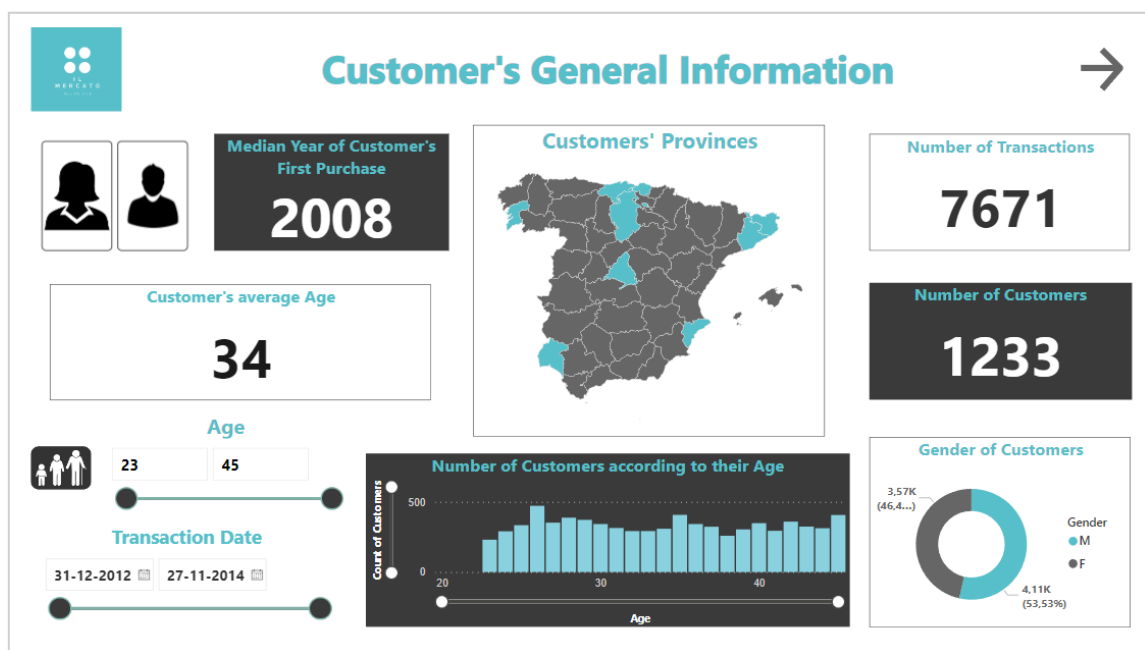 IL
MERCATO
Customer's General Information
Median Year of Customer's
First Purchase
2008
Customers' Provinces
Number of Transactions
7671
Customer's average Age
34
Number of Customers
1233
Age
23
45
Transaction Date
31-12-2012
27-11-2014
Number of Customers according to their Age
Count of Customers
500
0
20
30
40
Age
Gender of Customers
3,57K
(46,4...)
4,11K
(53,53%)
Gender
M
F